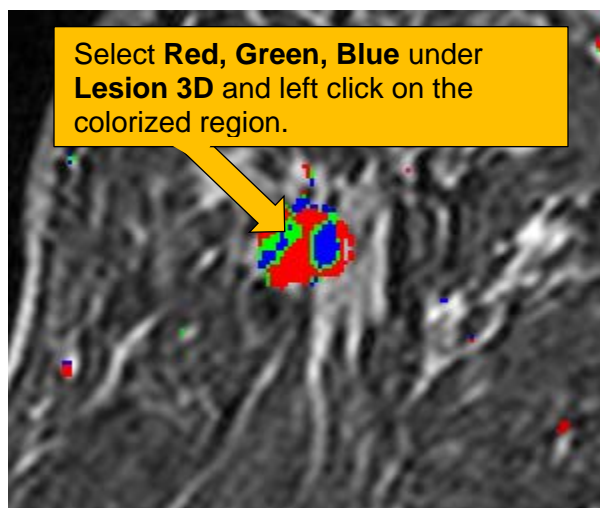 Select Red, Green, Blue under
Lesion 3D and left click on the
colorized region.